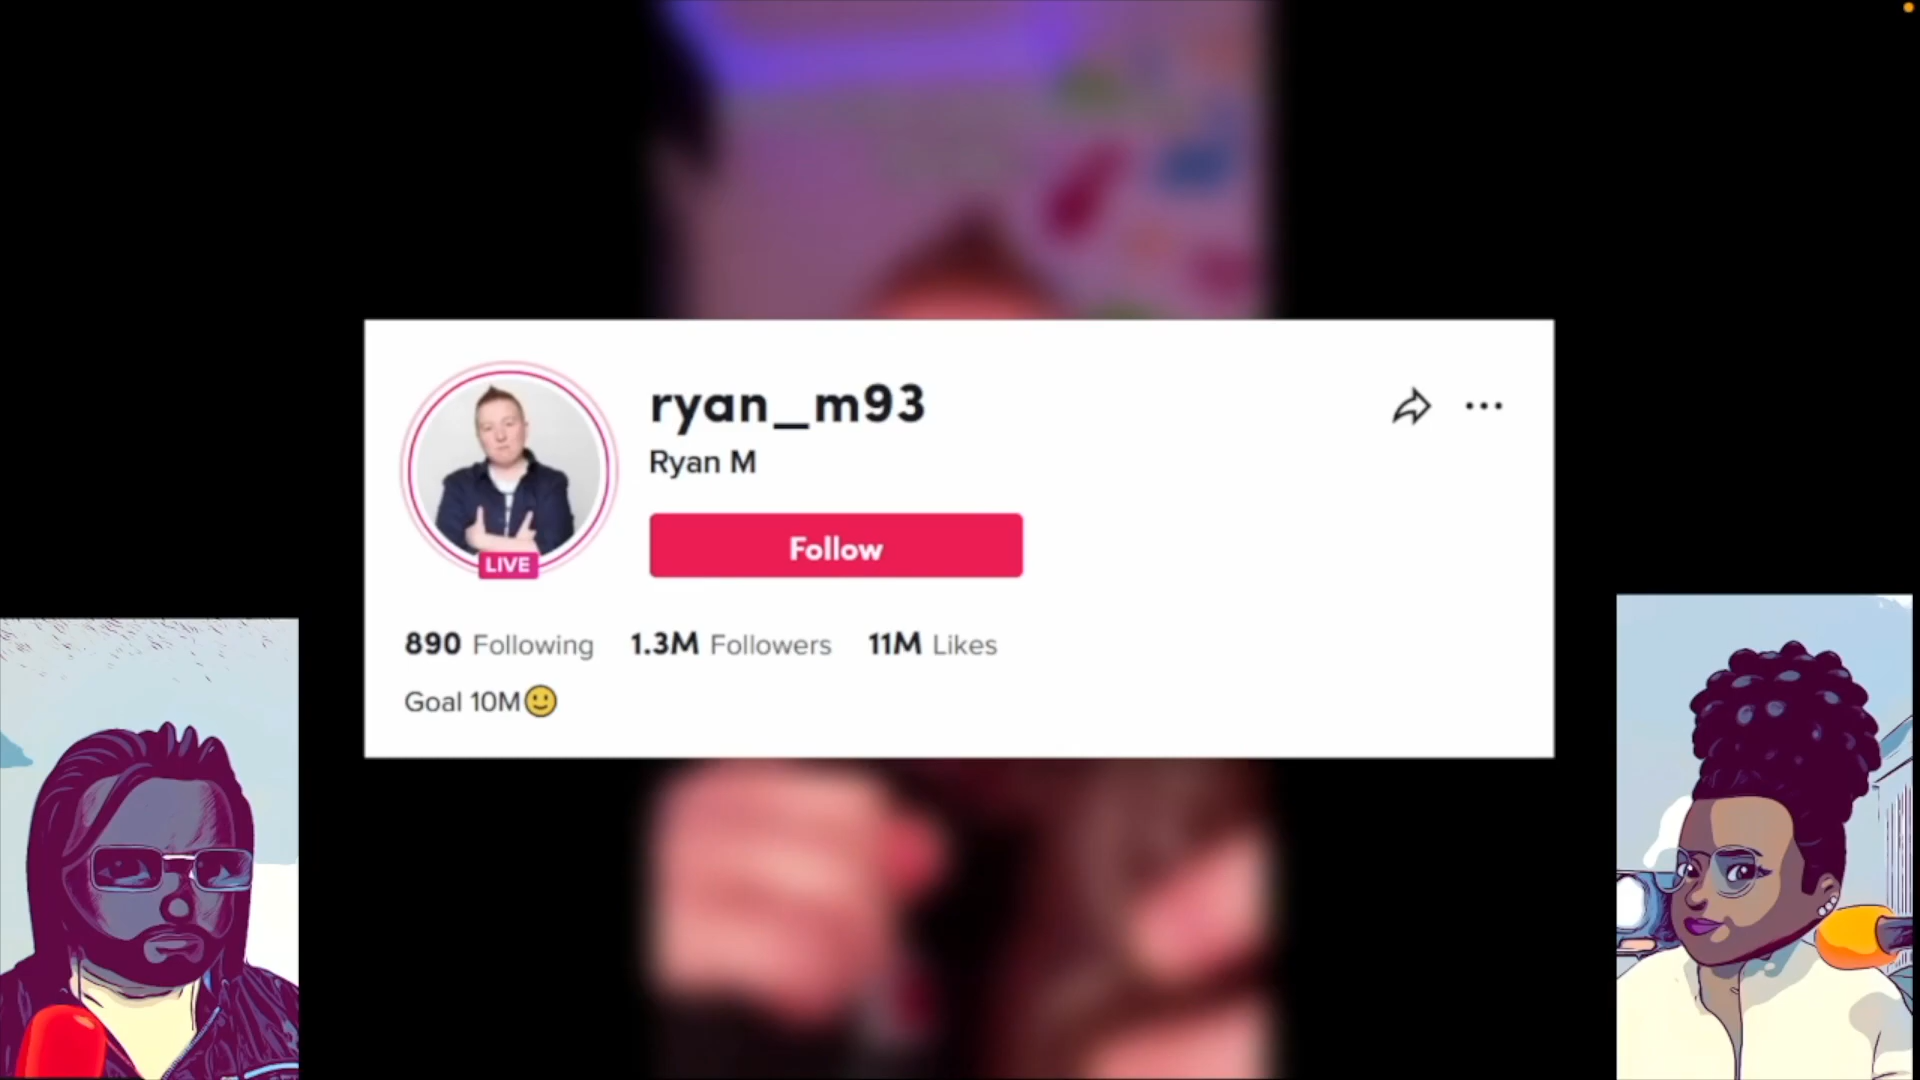 ryan_m93
Ryan M
Follow
LIVE
890 Following 1.3M Followers 11M Likes
Goal 10M🙂